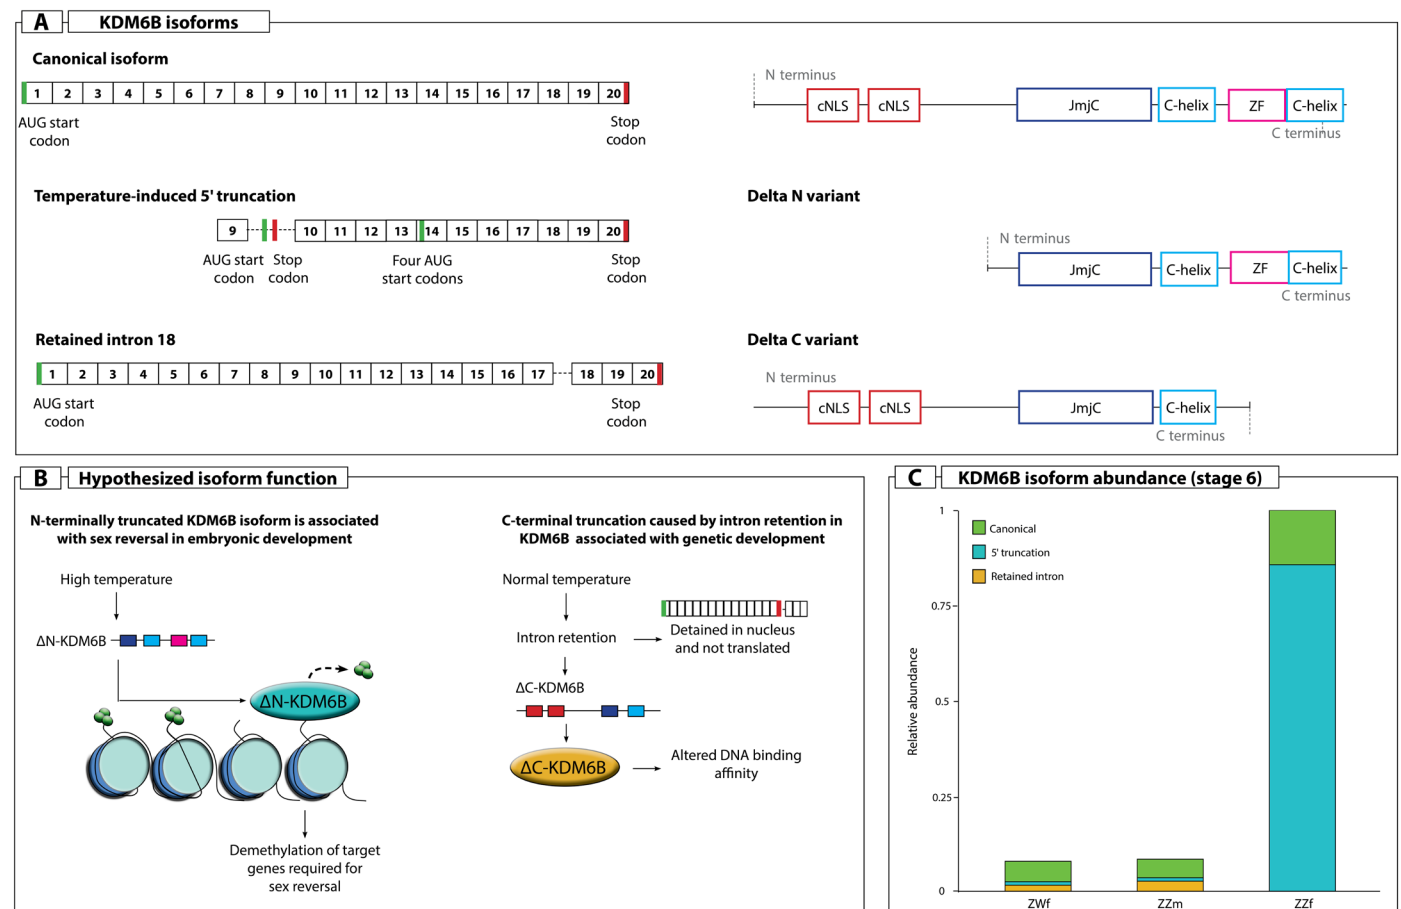 A
KDM6B isoforms
Canonical isoform
1 2 3 4 5 6 7 8 9 10 11 12 13 14 15 16 17 18 19 20
AUG start
codon
Stop
codon
N terminus
cNLS cNLS JmjC C-helix ZF C-helix
C terminus
Temperature-induced 5' truncation
9 10 11 12 13 14 15 16 17 18 19 20
AUG start
codon
Stop
codon
Four AUG
start codons
Stop
codon
Delta N variant
N terminus
JmjC C-helix ZF C-helix
C terminus
Retained intron 18
1 2 3 4 5 6 7 8 9 10 11 12 13 14 15 16 17 18 19 20
AUG start
codon
Stop
codon
Delta C variant
N terminus
cNLS cNLS JmjC C-helix
C terminus
B
Hypothesized isoform function
N-terminally truncated KDM6B isoform is associated
with sex reversal in embryonic development
High temperature
ΔN-KDM6B
ΔN-KDM6B
Demethylation of target
genes required for
sex reversal
C-terminal truncation caused by intron retention in
KDM6B associated with genetic development
Normal temperature
Intron retention
Detained in nucleus
and not translated
ΔC-KDM6B
ΔC-KDM6B
Altered DNA binding
affinity
C
KDM6B isoform abundance (stage 6)
Canonical
5' truncation
Retained intron
Relative abundance
1
0.75
0.5
0.25
0
ZWf ZZm ZZf